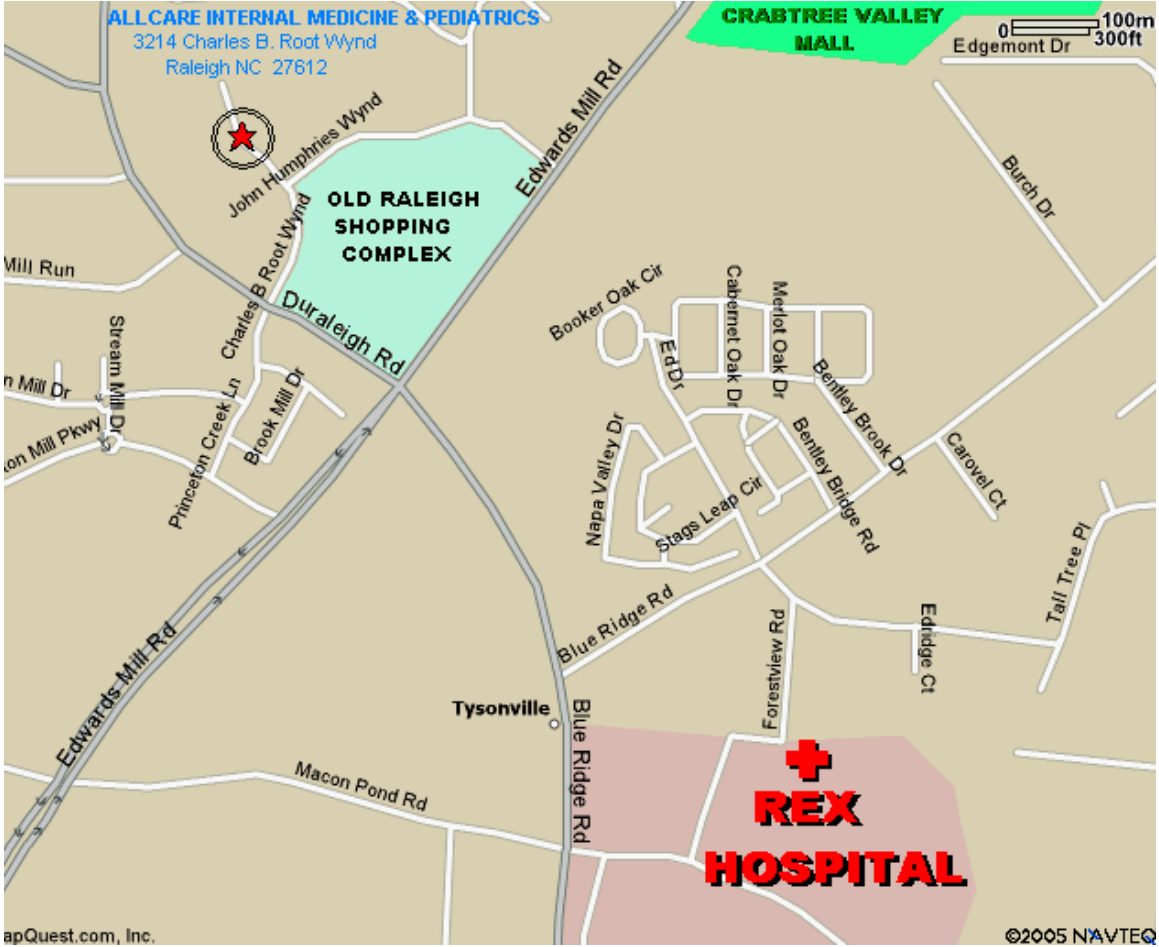 ALLCARE INTERNAL MEDICINE & PEDIATRICS
3214 Charles B. Root Wynd
Raleigh NC 27612
CRABTREE VALLEY
MALL
0 100m
300ft
Edgemont Dr
Edwards Mill Rd
John Humphries Wynd
Burch Dr
OLD RALEIGH
SHOPPING
COMPLEX
Charles B Root Wynd
Mill Run
Duraleigh Rd
Booker Oak Cir
Cabernet Oak Dr
Merlot Oak Dr
Stream Mill Dr
n Mill Dr
Ed Dr
Bentley Brook Dr
Princeton Creek Ln
Brook Mill Dr
ton Mill Pkwy
Napa Valley Dr
Bentley Bridge Rd
Carovel Ct
Stags Leap Cir
Tall Tree Pl
Blue Ridge Rd
Forestview Rd
Edridge Ct
Edwards Mill Rd
Tysonville
Blue Ridge Rd
Macon Pond Rd
REX
HOSPITAL
apQuest.com, Inc.
©2005 NAVTEQ